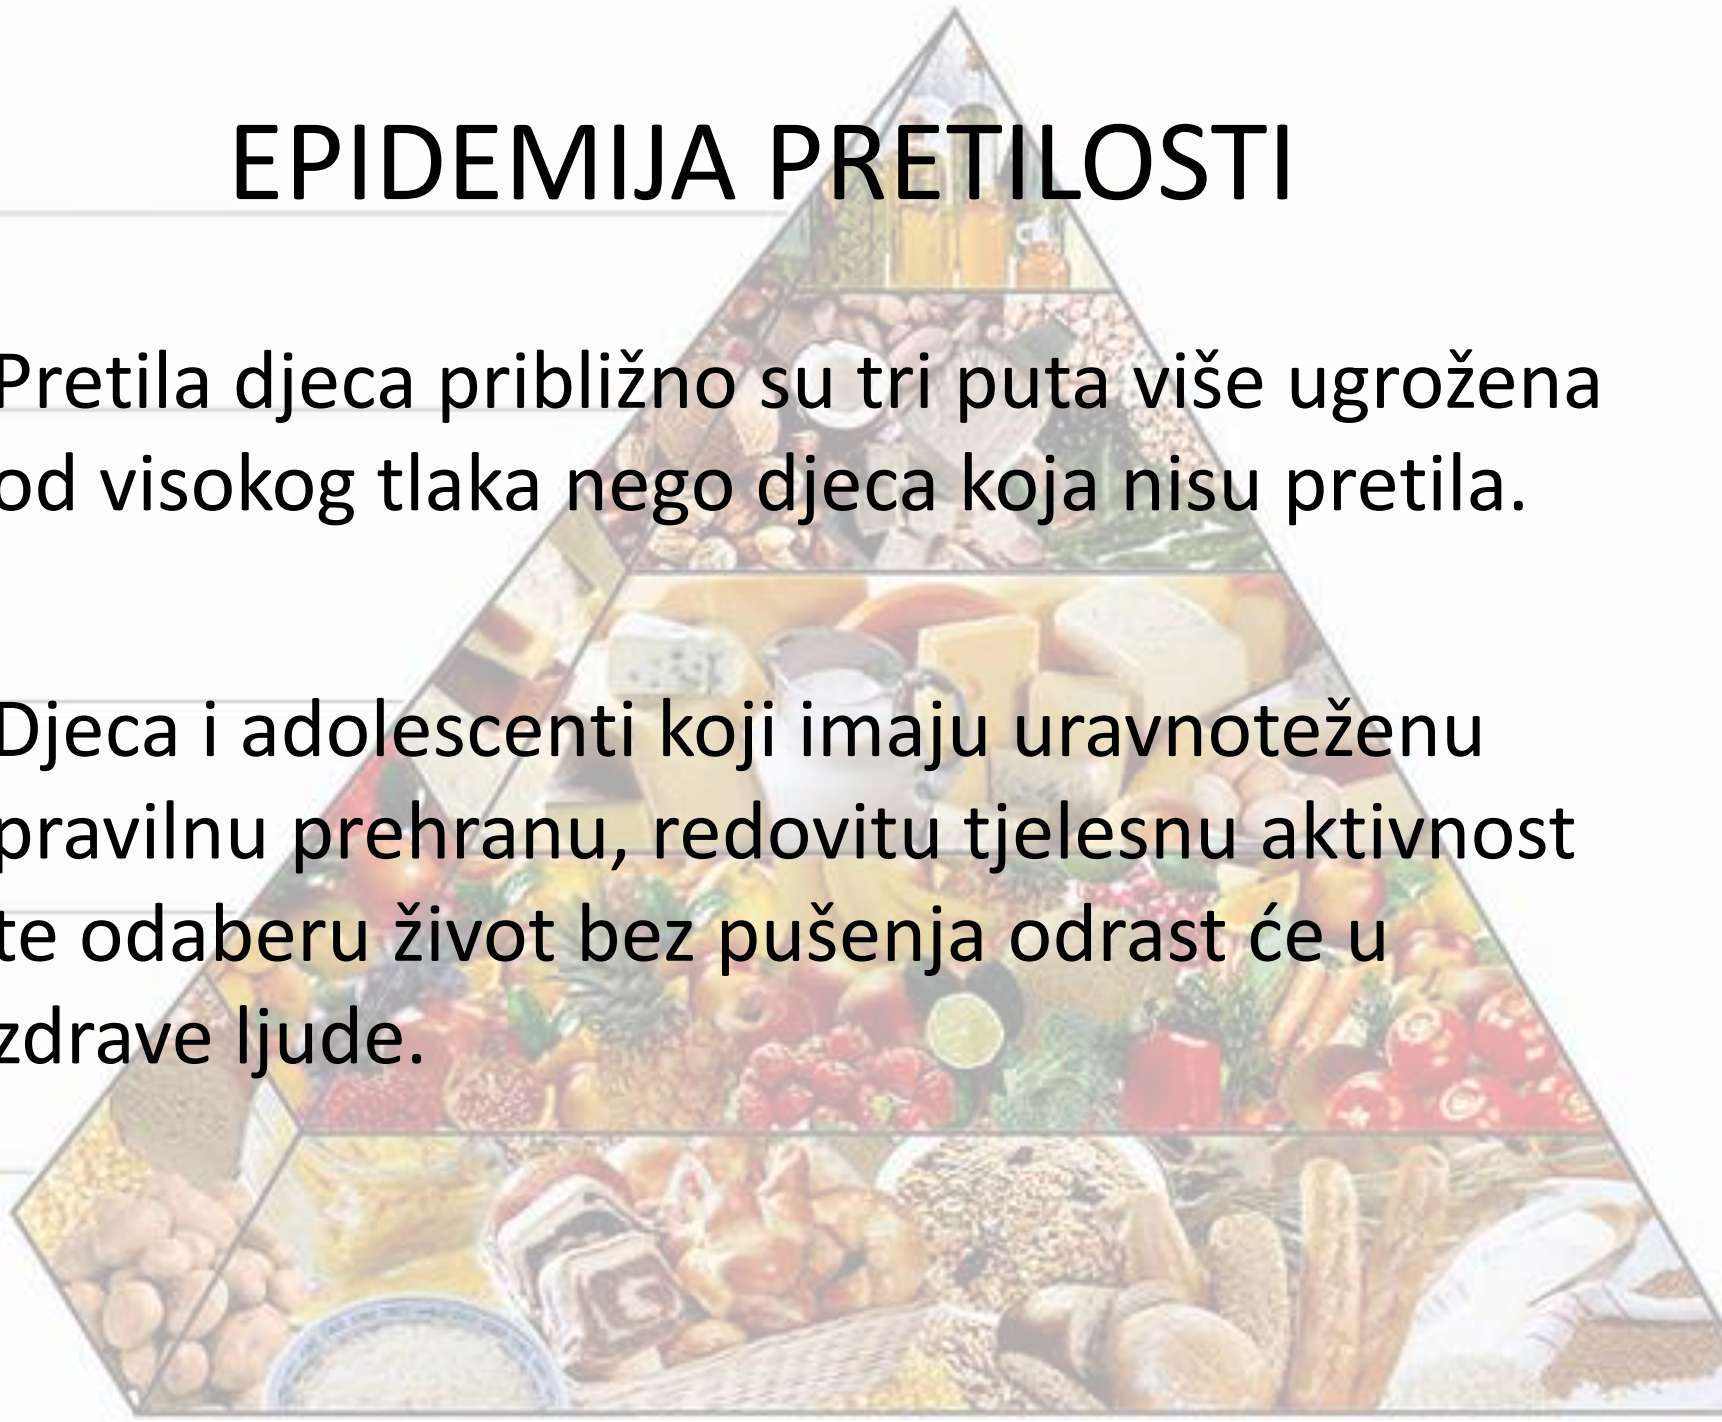 EPIDEMIJA PRETILOSTI
Pretila djeca približno su tri puta više ugrožena
od visokog tlaka nego djeca koja nisu pretila.
Djeca i adolescenti koji imaju uravnoteženu
pravilnu prehranu, redovitu tjelesnu aktivnost
te odaberu život bez pušenja odrast će u
zdrave ljude.